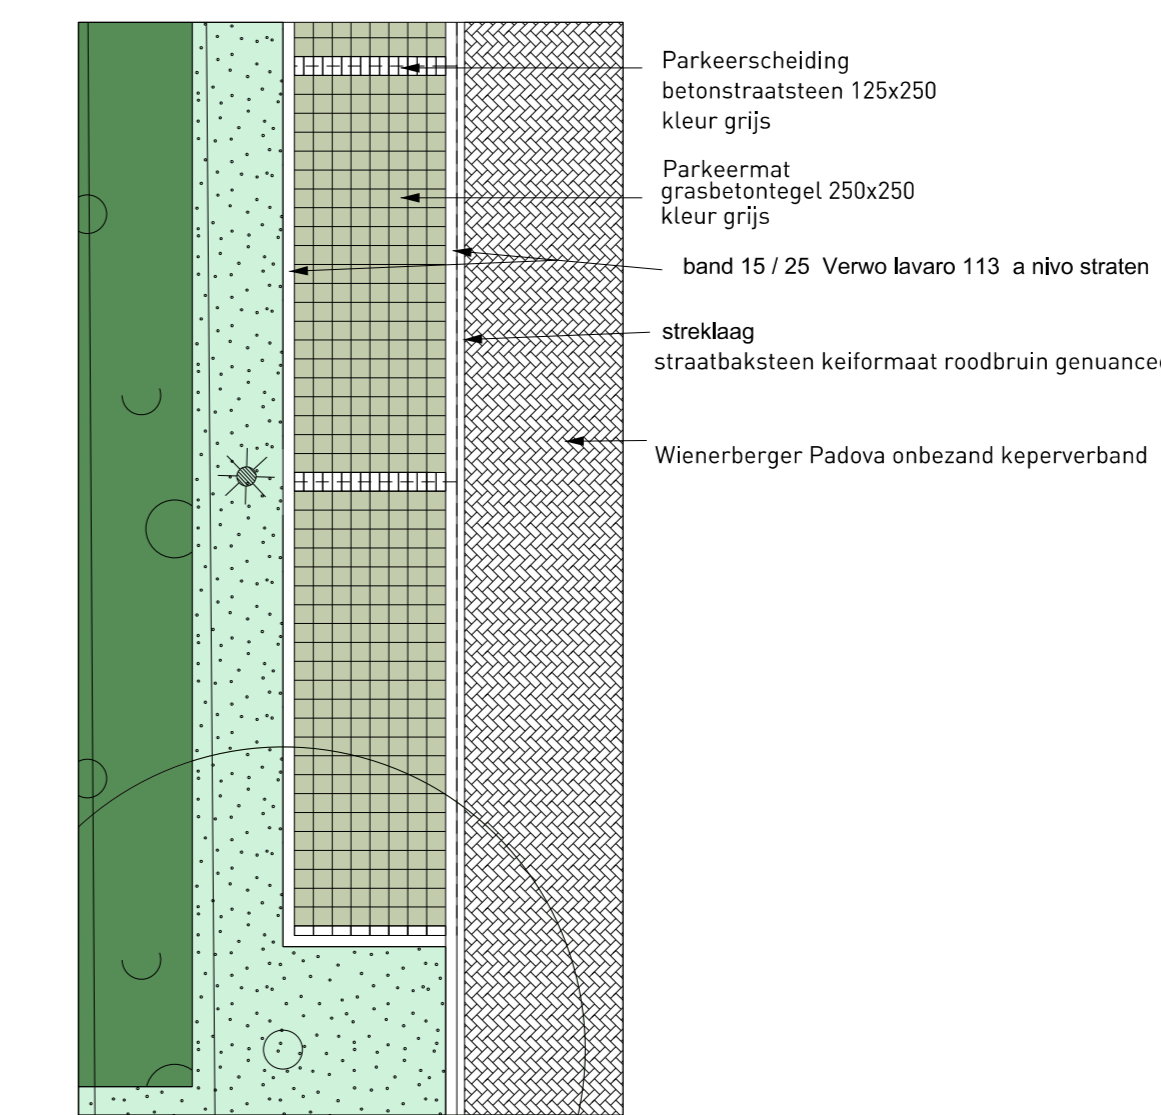 Parkeerscheiding
betonstraatsteen 125x250
kleur grijs
Parkeermat
grasbetontegel 250x250
kleur grijs
band 15 / 25 Verwo lavaro 113 a nivo straten
streklaag
straatbaksteen keiformaat roodbruin
Wienerberger Padova onbezand keperverband